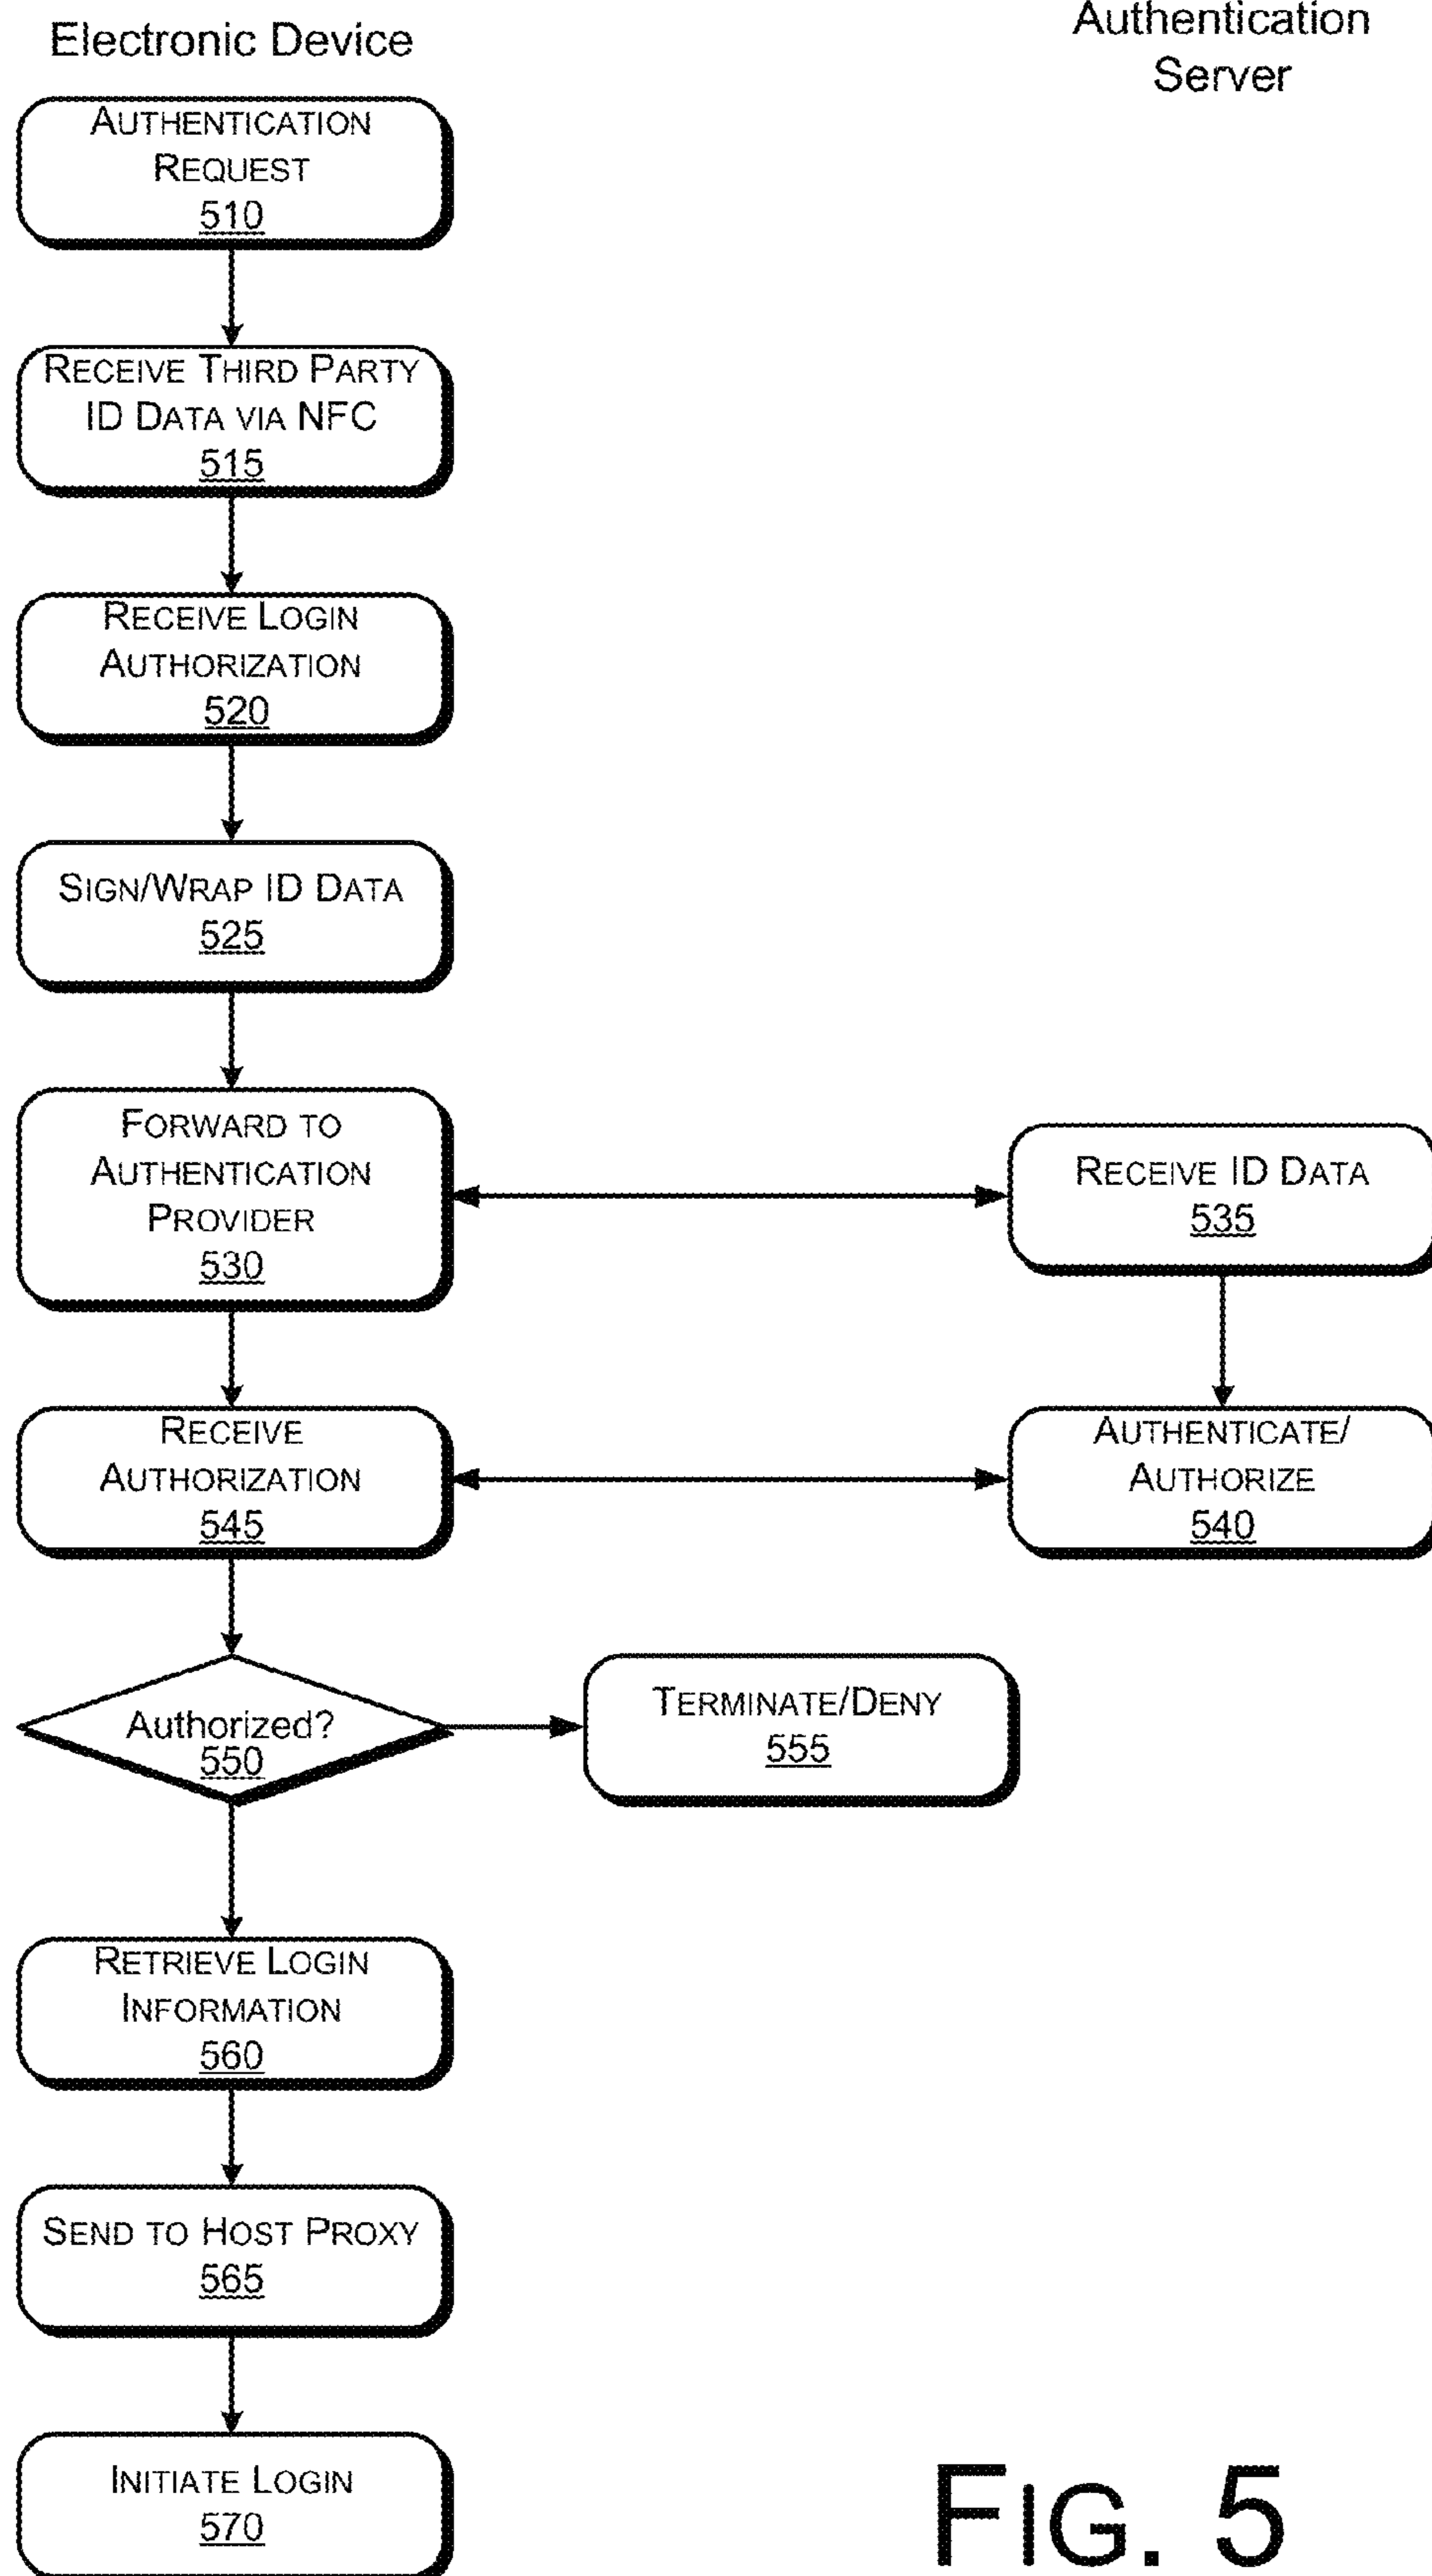 Electronic Device
Authentication
Server
AUTHENTICATION
REQUEST
510
RECEIVE THIRD PARTY
ID DATA VIA NFC
515
RECEIVE LOGIN
AUTHORIZATION
520
SIGN/WRAP ID DATA
525
FORWARD TO
AUTHENTICATION
PROVIDER
530
RECEIVE ID DATA
535
RECEIVE
AUTHORIZATION
545
AUTHENTICATE/
AUTHORIZE
540
Authorized?
550
TERMINATE/DENY
555
RETRIEVE LOGIN
INFORMATION
560
SEND TO HOST PROXY
565
INITIATE LOGIN
570
FIG. 5